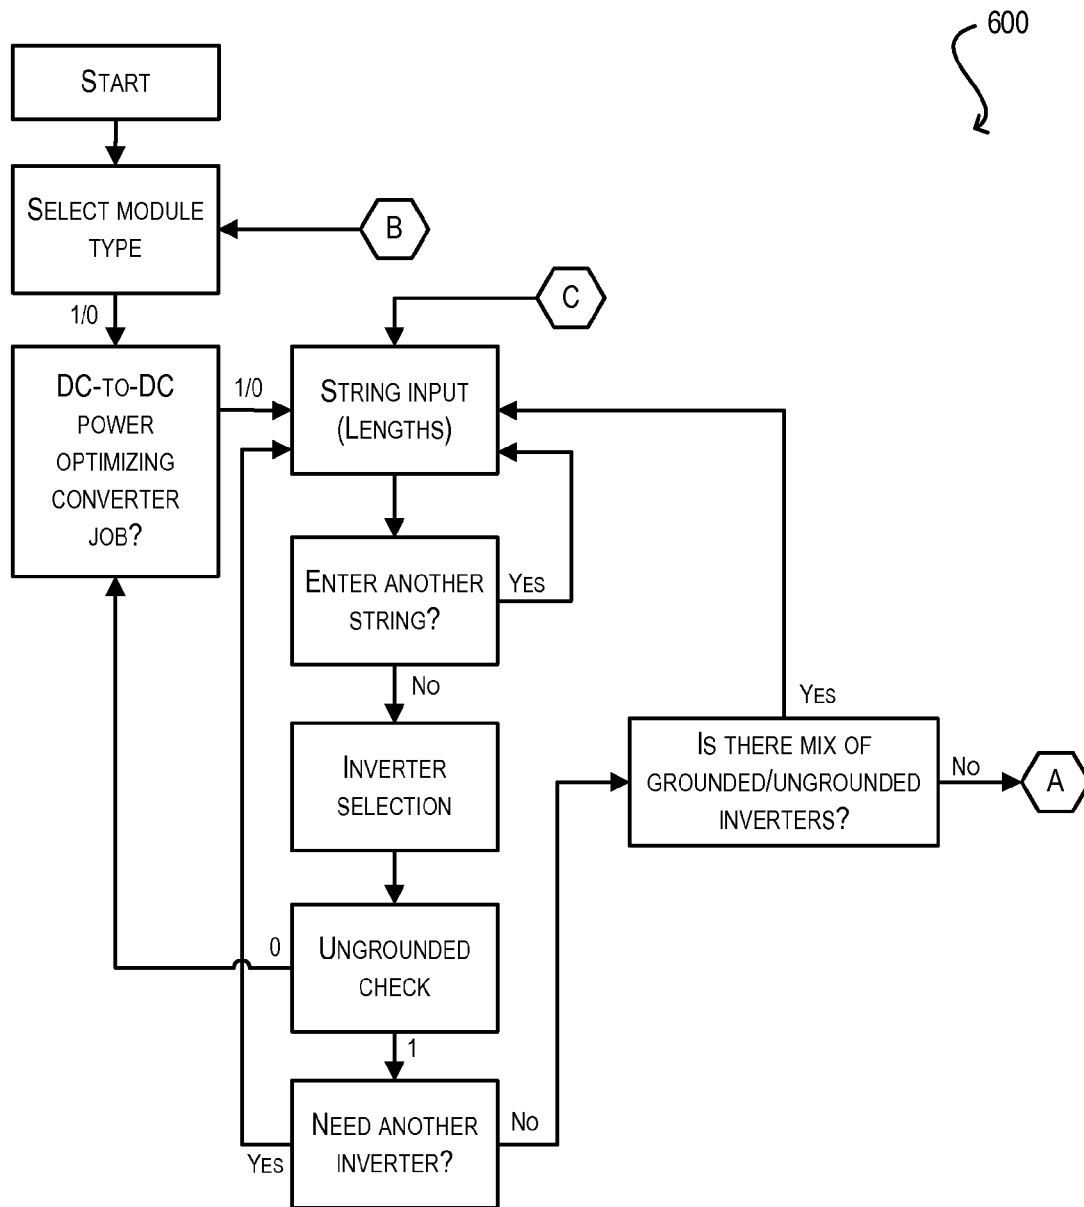 600
START
SELECT MODULE
TYPE
B
1/0
C
DC-TO-DC
POWER
OPTIMIZING
CONVERTER
JOB?
1/0
STRING INPUT
(LENGTHS)
ENTER ANOTHER
STRING?
YES
NO
INVERTER
SELECTION
YES
IS THERE MIX OF
GROUNDED/UNGROUNDED
INVERTERS?
NO
A
0
UNGROUNDED
CHECK
1
NEED ANOTHER
INVERTER?
NO
YES